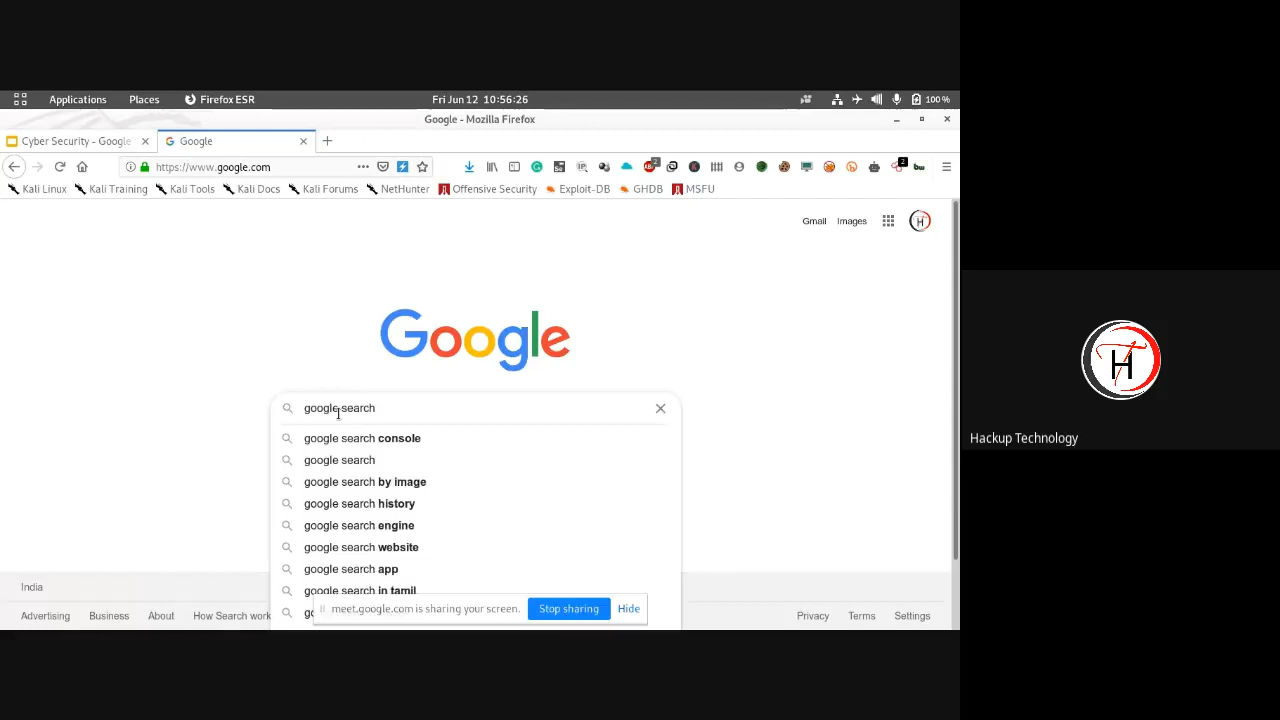 Applications Places Firefox ESR Fri Jun 12 10:56:26 100 %
Google - Mozilla Firefox
Cyber Security - Google Google
https://www.google.com 2 2
Kali Linux Kali Training Kali Tools Kali Docs Kali Forums NetHunter Offensive Security Exploit-DB GHDB MSFU
Gmail Images H
Google
google search
google search console
google search
google search by image
google search history
google search engine
google search website
google search app
google search in tamil
India
meet.google.com is sharing your screen. Stop sharing Hide
Advertising Business About How Search work Privacy Terms Settings
H
Hackup Technology